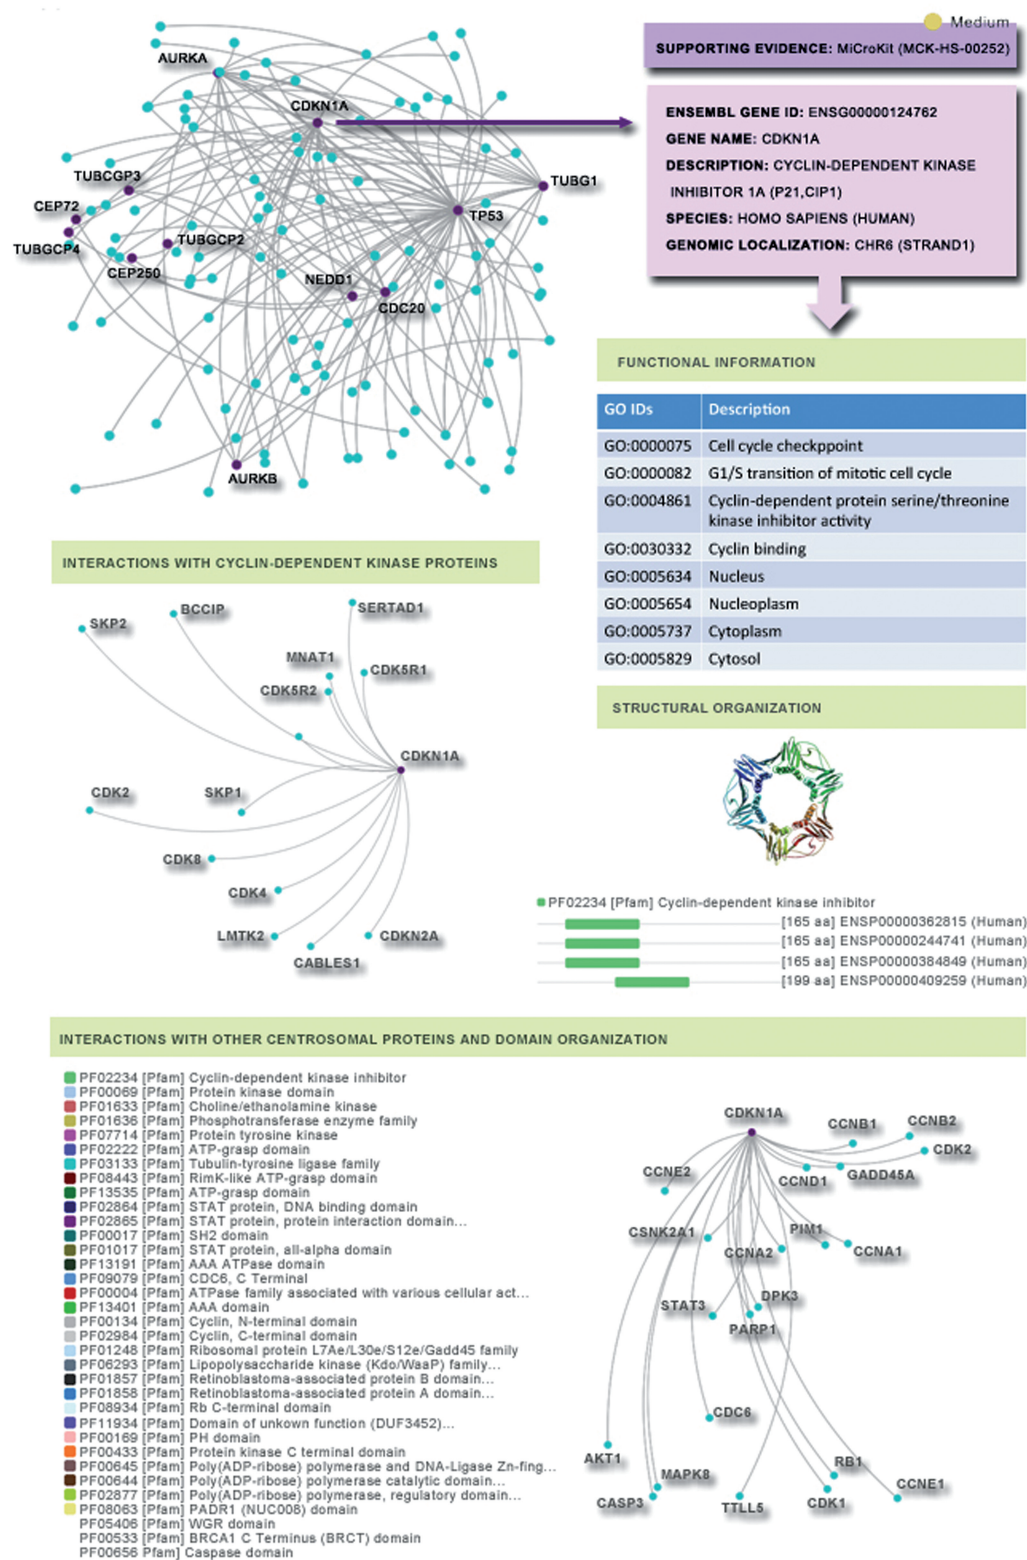 Medium
SUPPORTING EVIDENCE: MiCroKit (MCK-HS-00252)
AURKA
CDKN1A
TUBCGP3
CEP72
TUBGCP4
TUBGCP2
CEP250
TUBG1
TP53
NEDD1
CDC20
AURKB
ENSEMBL GENE ID: ENSG00000124762
GENE NAME: CDKN1A
DESCRIPTION: CYCLIN-DEPENDENT KINASE
INHIBITOR 1A (P21,CIP1)
SPECIES: HOMO SAPIENS (HUMAN)
GENOMIC LOCALIZATION: CHR6 (STRAND1)
FUNCTIONAL INFORMATION
GO IDs Description
GO:0000075 Cell cycle checkppoint
GO:0000082 G1/S transition of mitotic cell cycle
GO:0004861 Cyclin-dependent protein serine/threonine
kinase inhibitor activity
GO:0030332 Cyclin binding
GO:0005634 Nucleus
GO:0005654 Nucleoplasm
GO:0005737 Cytoplasm
GO:0005829 Cytosol
INTERACTIONS WITH CYCLIN-DEPENDENT KINASE PROTEINS
SKP2
BCCIP
SERTAD1
MNAT1
CDK5R1
CDK5R2
CDKN1A
CDK2
SKP1
CDK8
CDK4
LMTK2
CDKN2A
CABLES1
STRUCTURAL ORGANIZATION
PF02234 [Pfam] Cyclin-dependent kinase inhibitor
[165 aa] ENSP00000362815 (Human)
[165 aa] ENSP00000244741 (Human)
[165 aa] ENSP00000384849 (Human)
[199 aa] ENSP00000409259 (Human)
INTERACTIONS WITH OTHER CENTROSOMAL PROTEINS AND DOMAIN ORGANIZATION
PF02234 [Pfam] Cyclin-dependent kinase inhibitor
PF00069 [Pfam] Protein kinase domain
PF01633 [Pfam] Choline/ethanolamine kinase
PF01636 [Pfam] Phosphotransferase enzyme family
PF07714 [Pfam] Protein tyrosine kinase
PF02222 [Pfam] ATP-grasp domain
PF03133 [Pfam] Tubulin-tyrosine ligase family
PF08443 [Pfam] RimK-like ATP-grasp domain
PF13535 [Pfam] ATP-grasp domain
PF02864 [Pfam] STAT protein, DNA binding domain
PF02865 [Pfam] STAT protein, protein interaction domain...
PF00017 [Pfam] SH2 domain
PF01017 [Pfam] STAT protein, all-alpha domain
PF13191 [Pfam] AAA ATPase domain
PF09079 [Pfam] CDC6, C Terminal
PF00004 [Pfam] ATPase family associated with various cellular act...
PF13401 [Pfam] AAA domain
PF00134 [Pfam] Cyclin, N-terminal domain
PF02984 [Pfam] Cyclin, C-terminal domain
PF01248 [Pfam] Ribosomal protein L7Ae/L30e/S12e/Gadd45 family
PF06293 [Pfam] Lipopolysaccharide kinase (Kdo/WaaP) family...
PF01857 [Pfam] Retinoblastoma-associated protein B domain...
PF01858 [Pfam] Retinoblastoma-associated protein A domain...
PF08934 [Pfam] Rb C-terminal domain
PF11934 [Pfam] Domain of unkown function (DUF3452)...
PF00169 [Pfam] PH domain
PF00433 [Pfam] Protein kinase C terminal domain
PF00645 [Pfam] Poly(ADP-ribose) polymerase and DNA-Ligase Zn-fing...
PF00644 [Pfam] Poly(ADP-ribose) polymerase catalytic domain...
PF02877 [Pfam] Poly(ADP-ribose) polymerase, regulatory domain...
PF08063 [Pfam] PADR1 (NUC008) domain
PF05406 [Pfam] WGR domain
PF00533 [Pfam] BRCA1 C Terminus (BRCT) domain
PF00656 Pfam] Caspase domain
CDKN1A
CCNB1
CCNB2
CDK2
CCNE2
CCND1
GADD45A
CSNK2A1
PIM1
CCNA2
CCNA1
STAT3
DPK3
PARP1
CDC6
AKT1
MAPK8
RB1
CASP3
TTLL5
CDK1
CCNE1